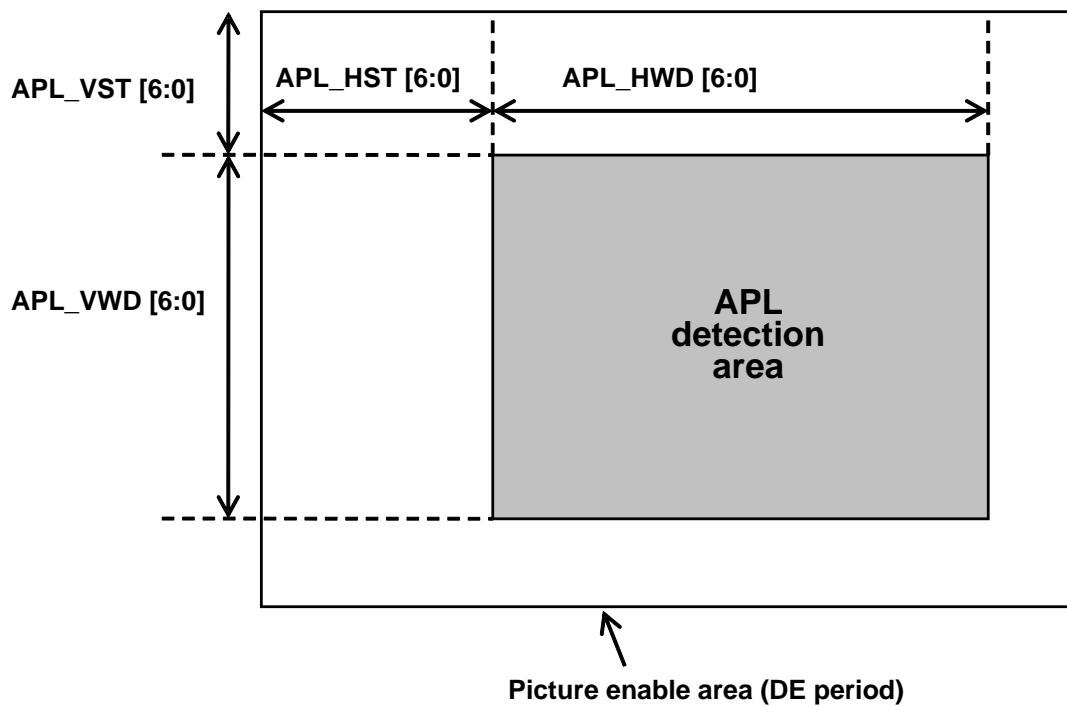 APL_VST [6:0]
APL_HST [6:0]
APL_HWD [6:0]
APL_VWD [6:0]
APL
detection
area
Picture enable area (DE period)